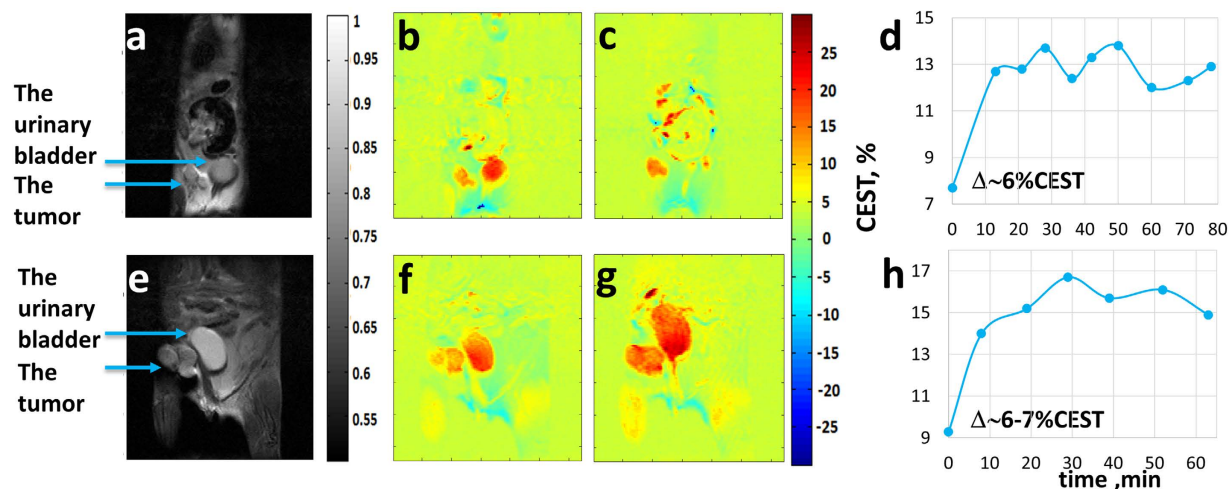 a
b
c
d
e
f
g
h
The
urinary
bladder
The
tumor
The
urinary
bladder
The
tumor
1
0.95
0.9
0.85
0.8
0.75
0.7
0.65
0.6
0.55
25
20
15
10
5
0
-5
-10
-15
-20
-25
CEST, %
15
13
11
9
7
Δ~6%CEST
0 10 20 30 40 50 60 70 80
17
15
13
11
9
Δ~6-7%CEST
0 10 20 30 40 50 60
time ,min